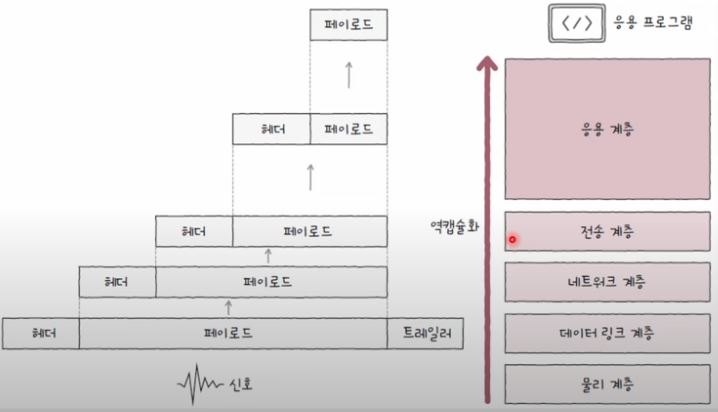 페이로드
</> 응용 프로그램
헤더 페이로드
응용 계층
역캡슐화
헤더 페이로드
전송 계층
헤더 페이로드
네트워크 계층
헤더 페이로드 트레일러
데이터 링크 계층
신호
물리 계층